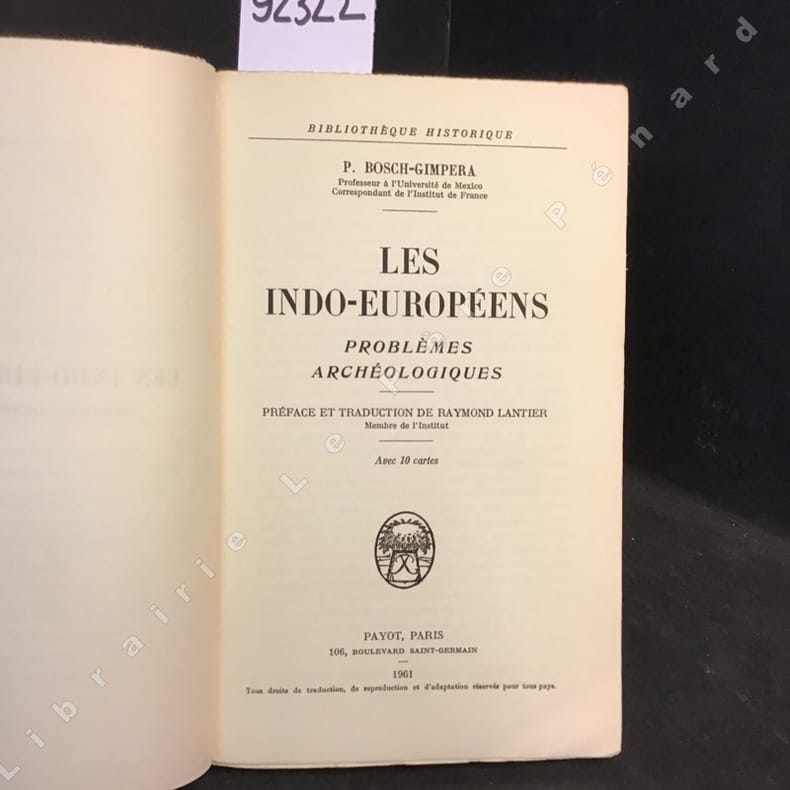 92322
BIBLIOTHÈQUE HISTORIQUE
P. BOSCH-GIMPERA
Professeur à l'Université de Mexico
Correspondant de l'Institut de France
LES
INDO-EUROPÉENS
PROBLÈMES
ARCHÉOLOGIQUES
PRÉFACE ET TRADUCTION DE RAYMOND LANTIER
Membre de l'Institut
Avec 10 cartes
PAYOT, PARIS
106, BOULEVARD SAINT-GERMAIN
1961
Tous droits de traduction, de reproduction et d'adaptation réservés pour tous pays.
Librairie Le Père Pénard